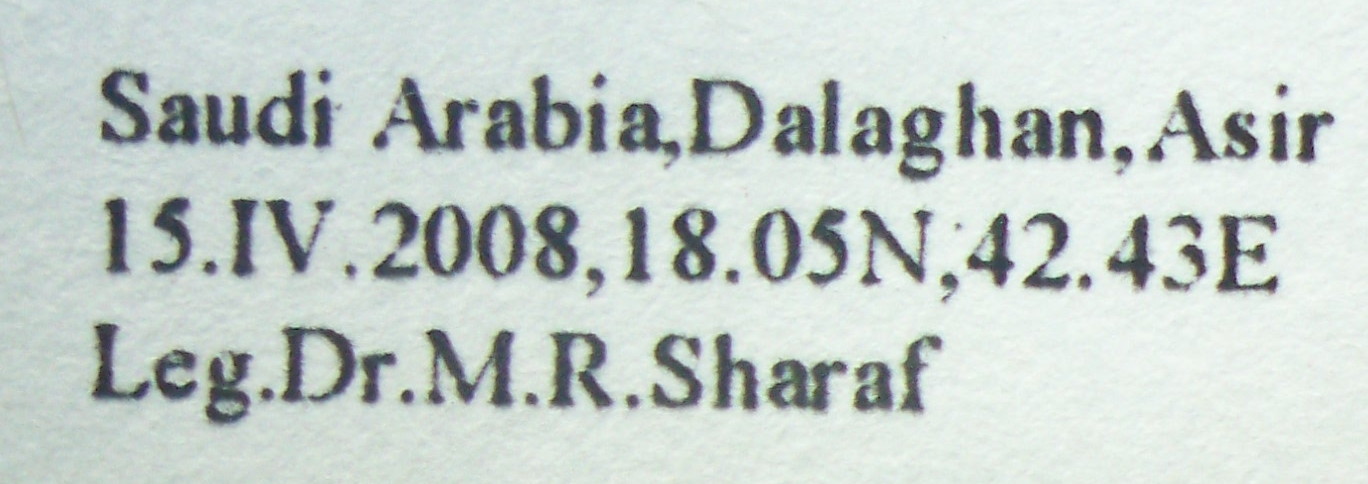 Saudi Arabia,Dalaghan,Asir
15.IV.2008,18.05N,42.43E
Leg.Dr.M.R.Sharaf